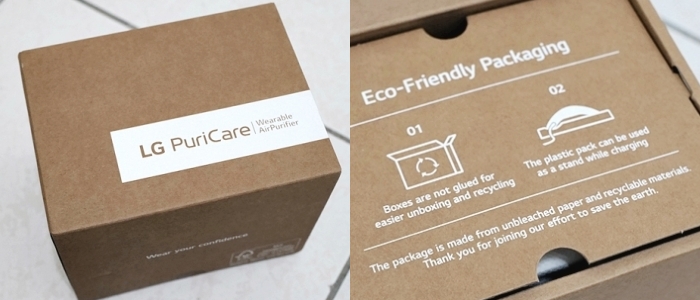 LG PuriCare
Wearable
AirPurifier
Wear your confidence
Eco-Friendly Packaging
01
Boxes are not glued for
easier unboxing and recycling
02
The plastic pack can be used
as a stand while charging
The package is made from unbleached paper and recyclable materials.
Thank you for joining our effort to save the earth.